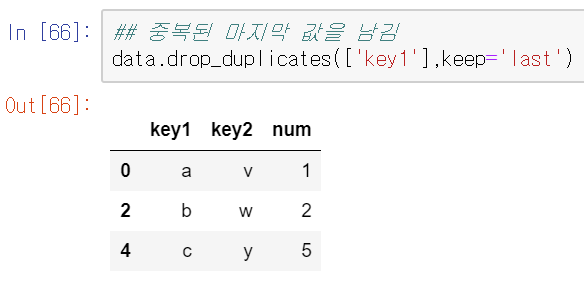 In [66]: ## 중복된 마지막 값을 남김
data.drop_duplicates(['key1'],keep='last')
Out[66]:
key1 key2 num
0 a v 1
2 b w 2
4 c y 5